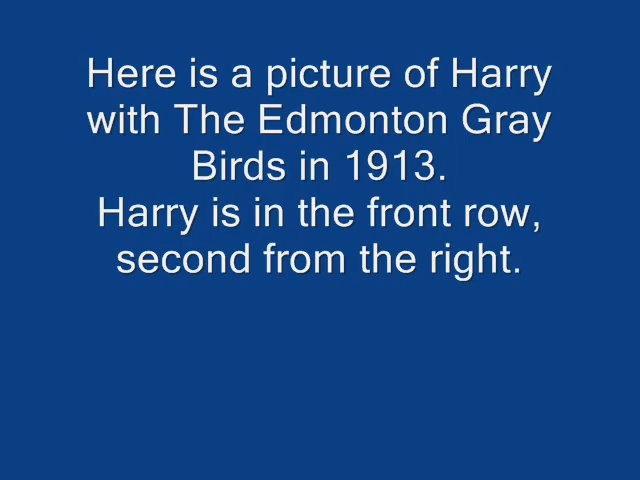 Here is a picture of Harry
with The Edmonton Gray
Birds in 1913.
Harry is in the front row,
second from the right.